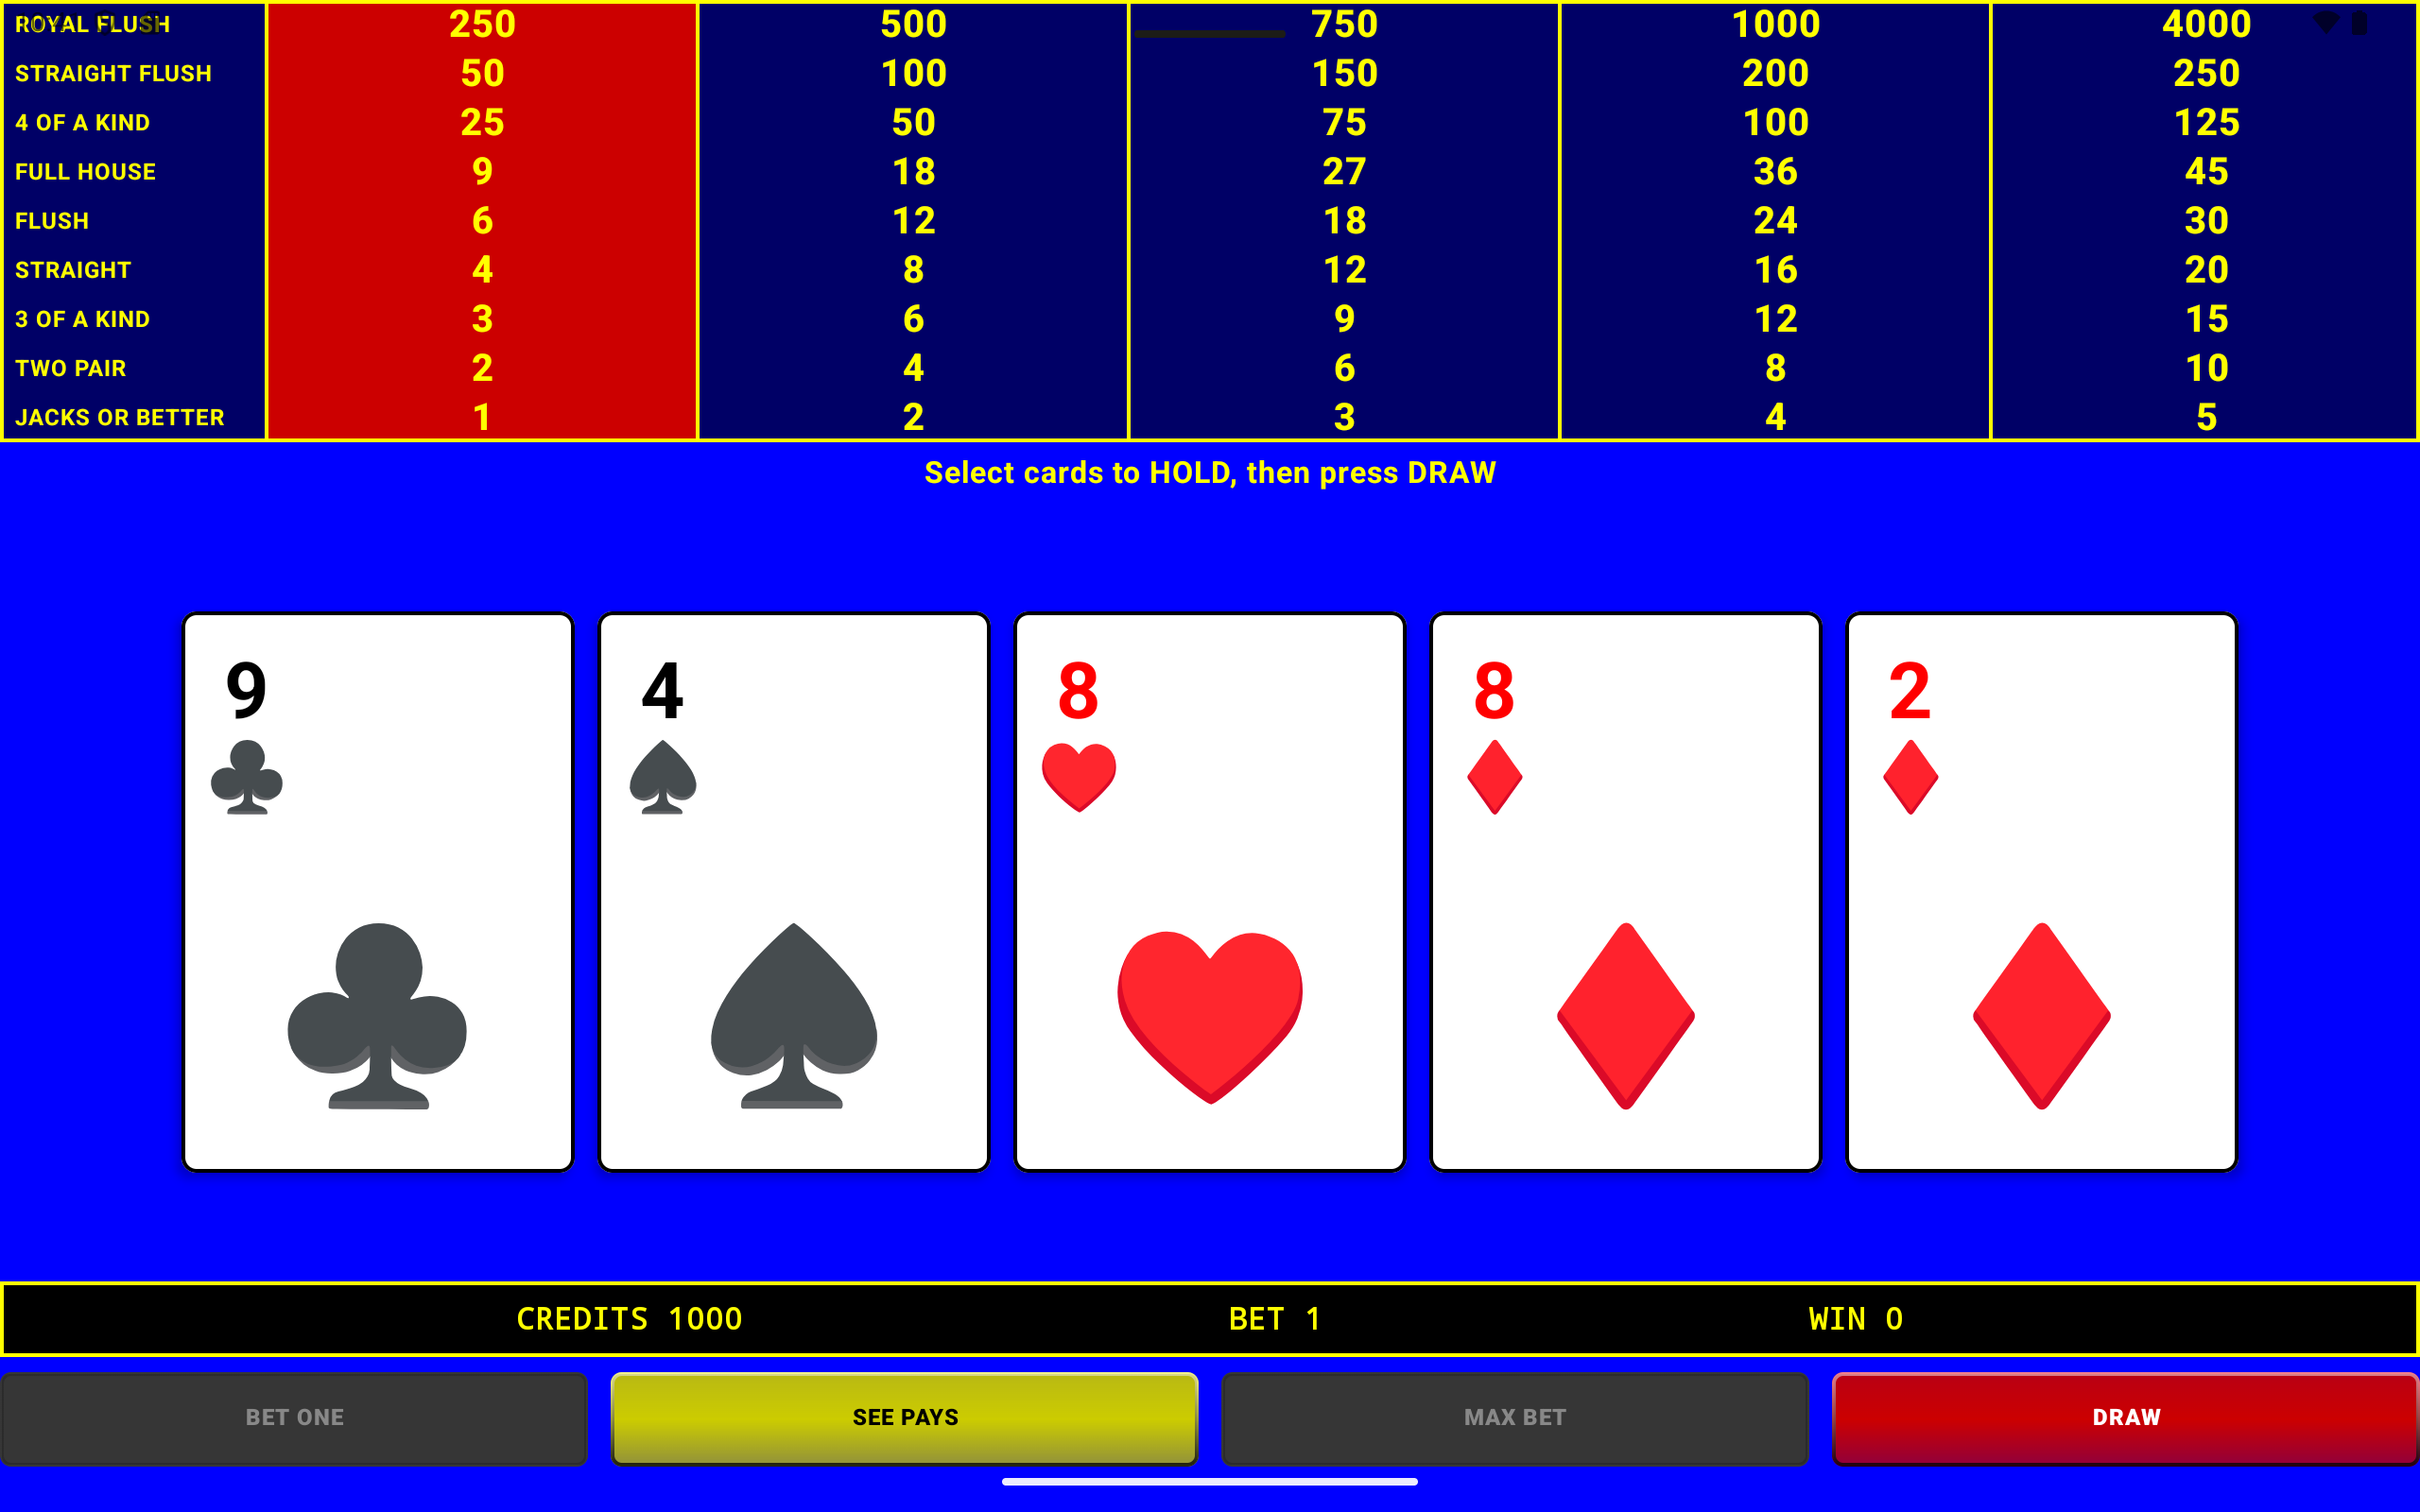 ROYAL FLUSH 250 500 750 1000 4000
STRAIGHT FLUSH 50 100 150 200 250
4 OF A KIND 25 50 75 100 125
FULL HOUSE 9 18 27 36 45
FLUSH 6 12 18 24 30
STRAIGHT 4 8 12 16 20
3 OF A KIND 3 6 9 12 15
TWO PAIR 2 4 6 8 10
JACKS OR BETTER 1 2 3 4 5
Select cards to HOLD, then press DRAW
9 4 8 8 2
CREDITS 1000 BET 1 WIN 0
BET ONE SEE PAYS MAX BET DRAW